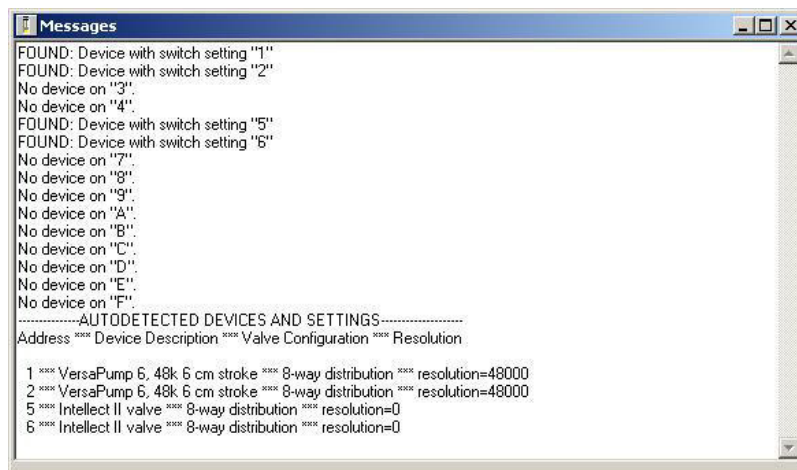 Messages
FOUND: Device with switch setting "1"
FOUND: Device with switch setting "2"
No device on "3".
No device on "4".
FOUND: Device with switch setting "5"
FOUND: Device with switch setting "6"
No device on "7".
No device on "8".
No device on "9".
No device on "A".
No device on "B".
No device on "C".
No device on "D".
No device on "E".
No device on "F".
---------------AUTODETECTED DEVICES AND SETTINGS--------------------
Address *** Device Description *** Valve Configuration *** Resolution
1 *** VersaPump 6, 48k 6 cm stroke *** 8-way distribution *** resolution=48000
2 *** VersaPump 6, 48k 6 cm stroke *** 8-way distribution *** resolution=48000
5 *** Intellect II valve *** 8-way distribution *** resolution=0
6 *** Intellect II valve *** 8-way distribution *** resolution=0